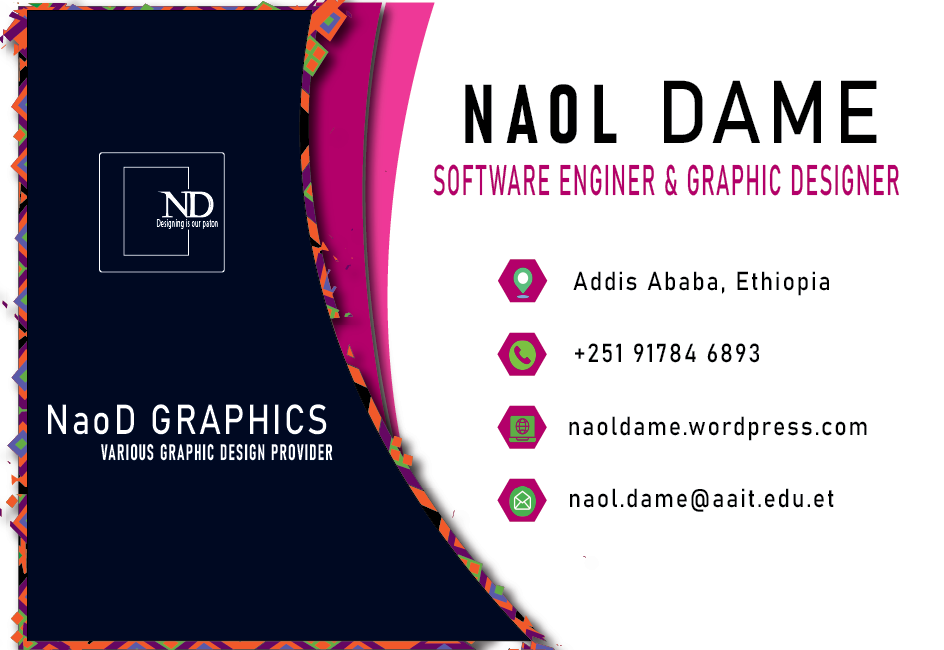 ND
Designing is our paton
NaoD GRAPHICS
VARIOUS GRAPHIC DESIGN PROVIDER
NAOL DAME
SOFTWARE ENGINER & GRAPHIC DESIGNER
Addis Ababa, Ethiopia
+251 91784 6893
naoldame.wordpress.com
naol.dame@aait.edu.et